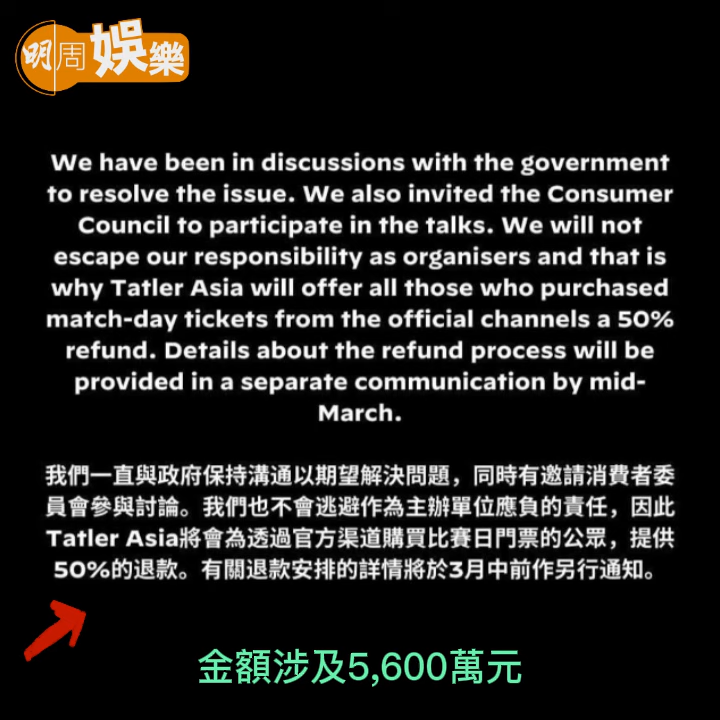 明周娛樂
We have been in discussions with the government
to resolve the issue. We also invited the Consumer
Council to participate in the talks. We will not
escape our responsibility as organisers and that is
why Tatler Asia will offer all those who purchased
match-day tickets from the official channels a 50%
refund. Details about the refund process will be
provided in a separate communication by mid-
March.
我們一直與政府保持溝通以期望解決問題，同時有邀請消費者委
員會參與討論。我們也不會逃避作為主辦單位應負的責任，因此
Tatler Asia將會為透過官方渠道購買比賽日門票的公眾，提供
50%的退款。有關退款安排的詳情將於3月中前作另行通知。
金額涉及5,600萬元